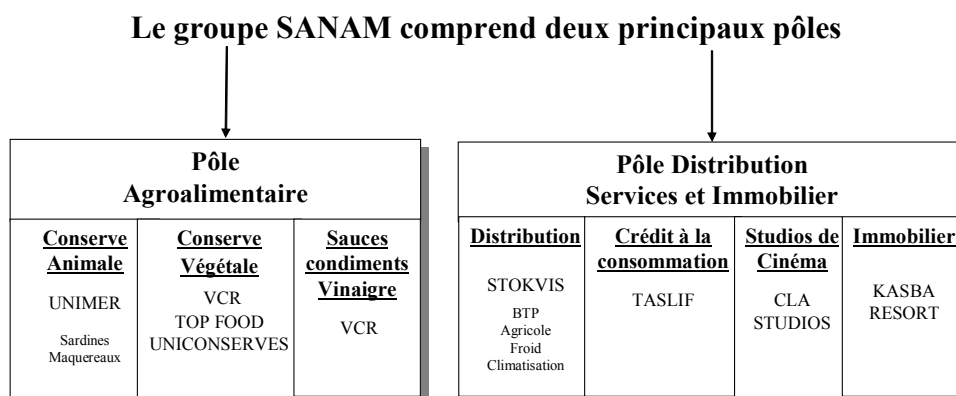 Le groupe SANAM comprend deux principaux pôles
Pôle
Agroalimentaire
Conserve
Animale
UNIMER
Sardines
Maquereaux
Conserve
Végétale
VCR
TOP FOOD
UNICONSERVES
Sauces
condiments
Vinaigre
VCR
Pôle Distribution
Services et Immobilier
Distribution
STOKVIS
BTP
Agricole
Froid
Climatisation
Crédit à la
consommation
TASLIF
Studios de
Cinéma
CLA
STUDIOS
Immobilier
KASBA
RESORT